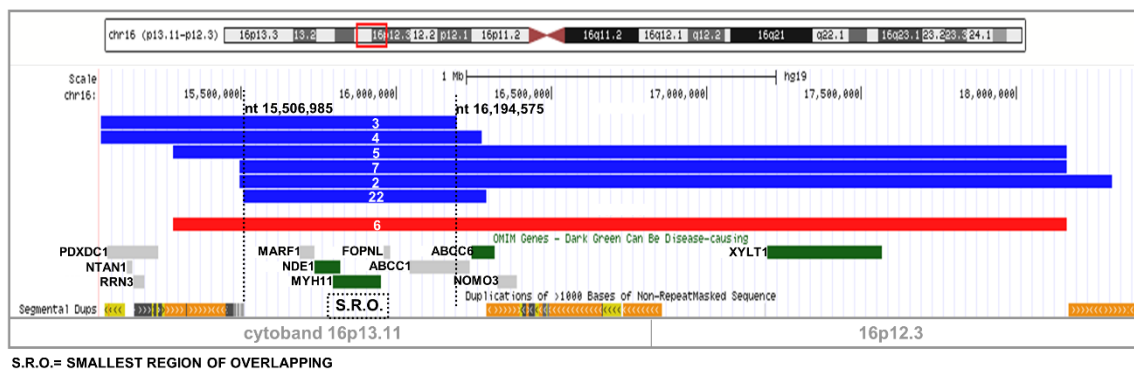 chr16 (p13.11-p12.3) 16p13.3 13.2 16p12.3 12.2 p12.1 16p11.2 16q11.2 16q12.1 q12.2 16q21 q22.1 16q23.1 23.2 23.3 24.1
Scale 1 Mb hg19
chr16: 15,500,000 16,000,000 16,500,000 17,000,000 17,500,000 18,000,000
nt 15,506,985 nt 16,194,575
3
4
5
7
2
22
6
OMIM Genes - Dark Green Can Be Disease-causing
PDXDC1 MARF1 FOPNL ABCC6 XYLT1
NTAN1 NDE1 ABCC1
RRN3 MYH11 NOMO3
Duplications of >1000 Bases of Non-RepeatMasked Sequence
S.R.O.
Segmental Dups
cytoband 16p13.11 16p12.3
S.R.O.= SMALLEST REGION OF OVERLAPPING